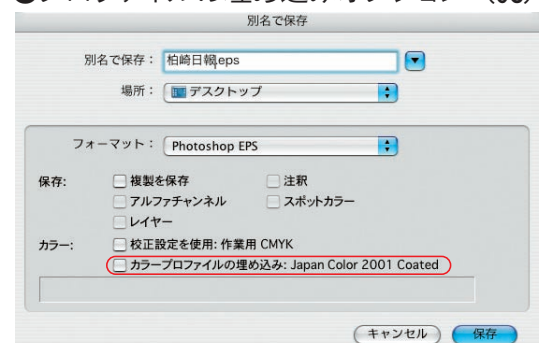 別名で保存
別名で保存： 柏崎日報.eps
場所： デスクトップ
フォーマット： Photoshop EPS
保存: 複製を保存 注釈
アルファチャンネル スポットカラー
レイヤー
カラー: 校正設定を使用: 作業用 CMYK
カラープロファイルの埋め込み: Japan Color 2001 Coated
キャンセル 保存